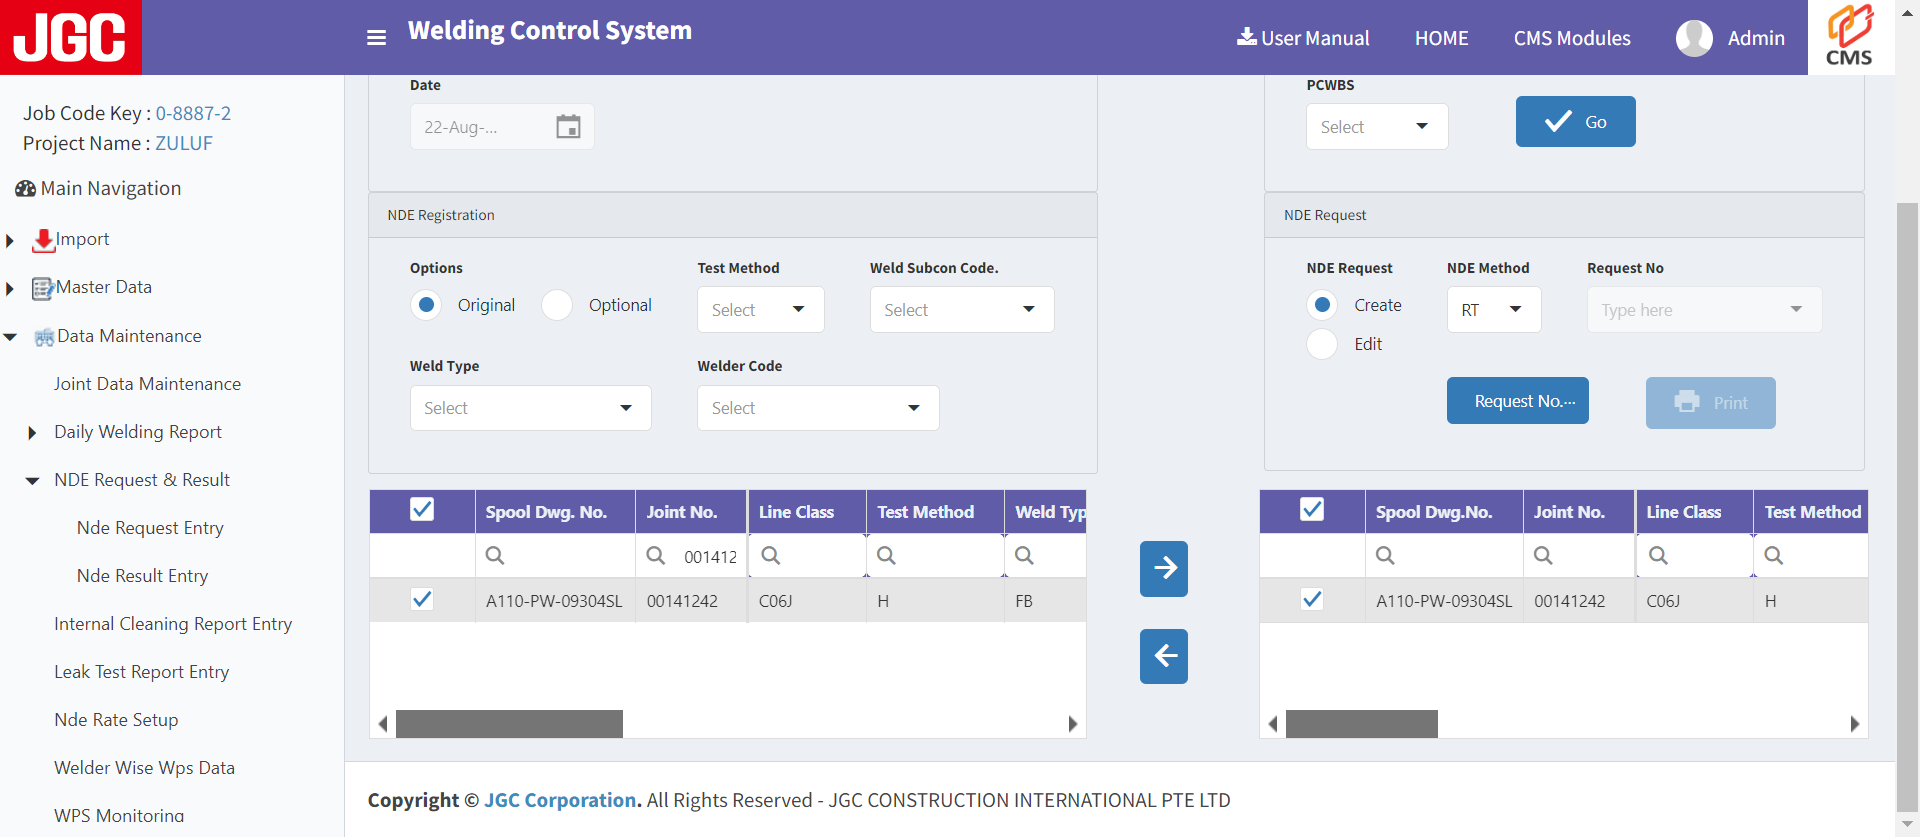 JGC
Welding Control System
User Manual
HOME
CMS Modules
Admin
CMS
Job Code Key : 0-8887-2
Project Name : ZULUF
Main Navigation
Import
Master Data
Data Maintenance
Joint Data Maintenance
Daily Welding Report
NDE Request & Result
Nde Request Entry
Nde Result Entry
Internal Cleaning Report Entry
Leak Test Report Entry
Nde Rate Setup
Welder Wise Wps Data
WPS Monitoring
Date
22-Aug-...
PCWBS
Select
Go
NDE Registration
Options
Original
Optional
Test Method
Select
Weld Subcon Code.
Select
Weld Type
Select
Welder Code
Select
NDE Request
NDE Request
Create
Edit
NDE Method
RT
Request No
Type here
Request No....
Print
Spool Dwg. No. Joint No. Line Class Test Method Weld Typ
001412
A110-PW-09304SL 00141242 C06J H FB
Spool Dwg.No. Joint No. Line Class Test Method
A110-PW-09304SL 00141242 C06J H
Copyright © JGC Corporation. All Rights Reserved - JGC CONSTRUCTION INTERNATIONAL PTE LTD